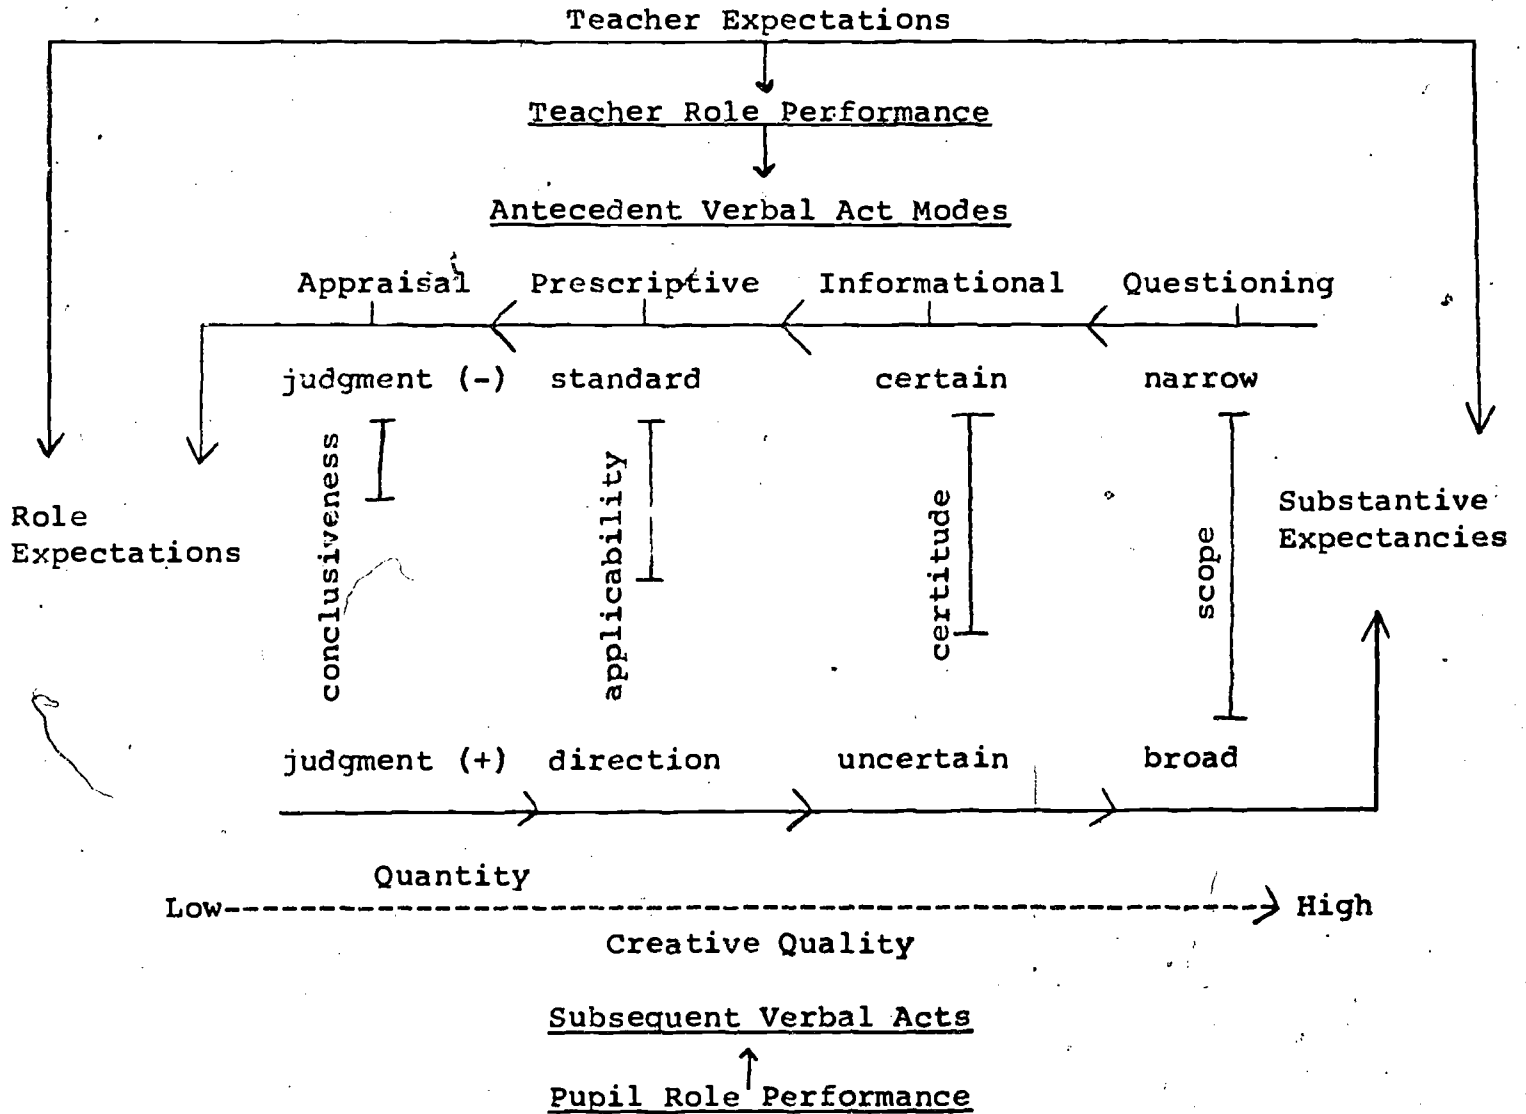 Teacher Expectations
Teacher Role Performance
Antecedent Verbal Act Modes
Appraisal Prescriptive Informational Questioning
judgment (-) standard certain narrow
conclusiveness
applicability
certitude
scope
Role
Expectations
Substantive
Expectancies
judgment (+) direction uncertain broad
Quantity
Low High
Creative Quality
Subsequent Verbal Acts
Pupil Role Performance